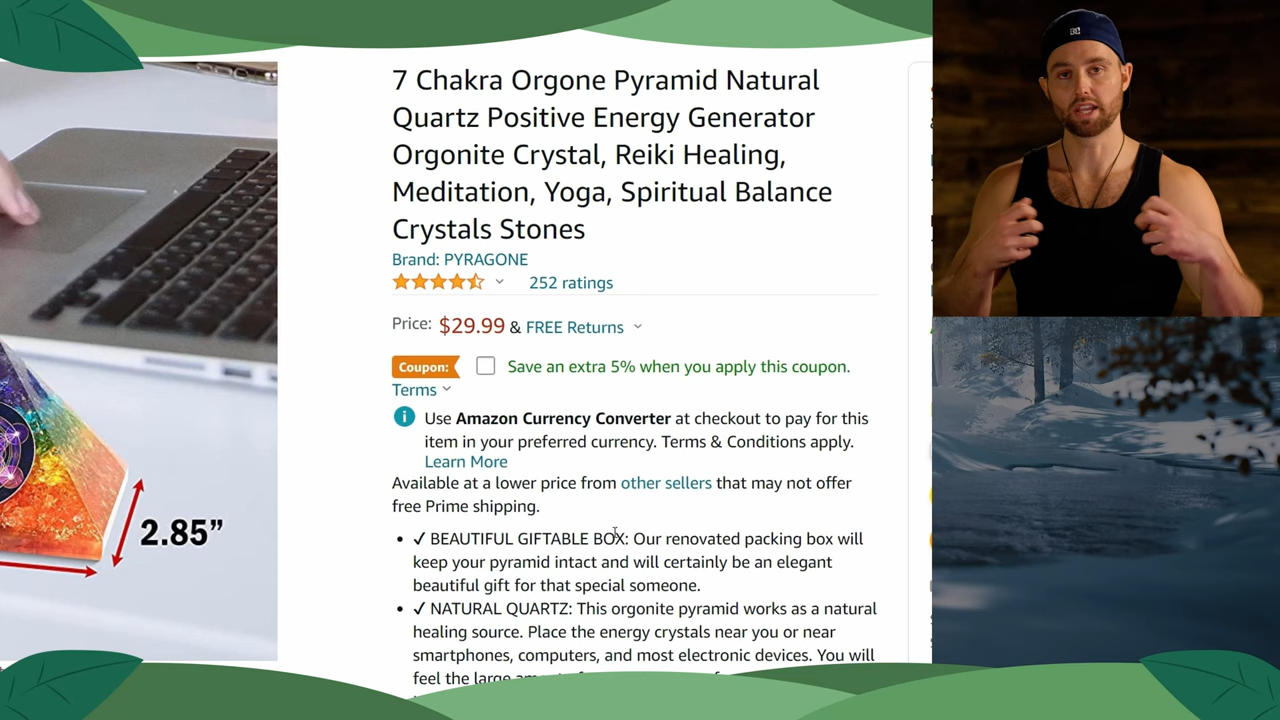 7 Chakra Orgone Pyramid Natural
Quartz Positive Energy Generator
Orgonite Crystal, Reiki Healing,
Meditation, Yoga, Spiritual Balance
Crystals Stones
Brand: PYRAGONE
252 ratings
Price: $29.99 & FREE Returns
Coupon: Save an extra 5% when you apply this coupon.
Terms
Use Amazon Currency Converter at checkout to pay for this
item in your preferred currency. Terms & Conditions apply.
Learn More
Available at a lower price from other sellers that may not offer
free Prime shipping.
• ✓ BEAUTIFUL GIFTABLE BOX: Our renovated packing box will
keep your pyramid intact and will certainly be an elegant
beautiful gift for that special someone.
• ✓ NATURAL QUARTZ: This orgonite pyramid works as a natural
healing source. Place the energy crystals near you or near
smartphones, computers, and most electronic devices. You will
feel the large
2.85”